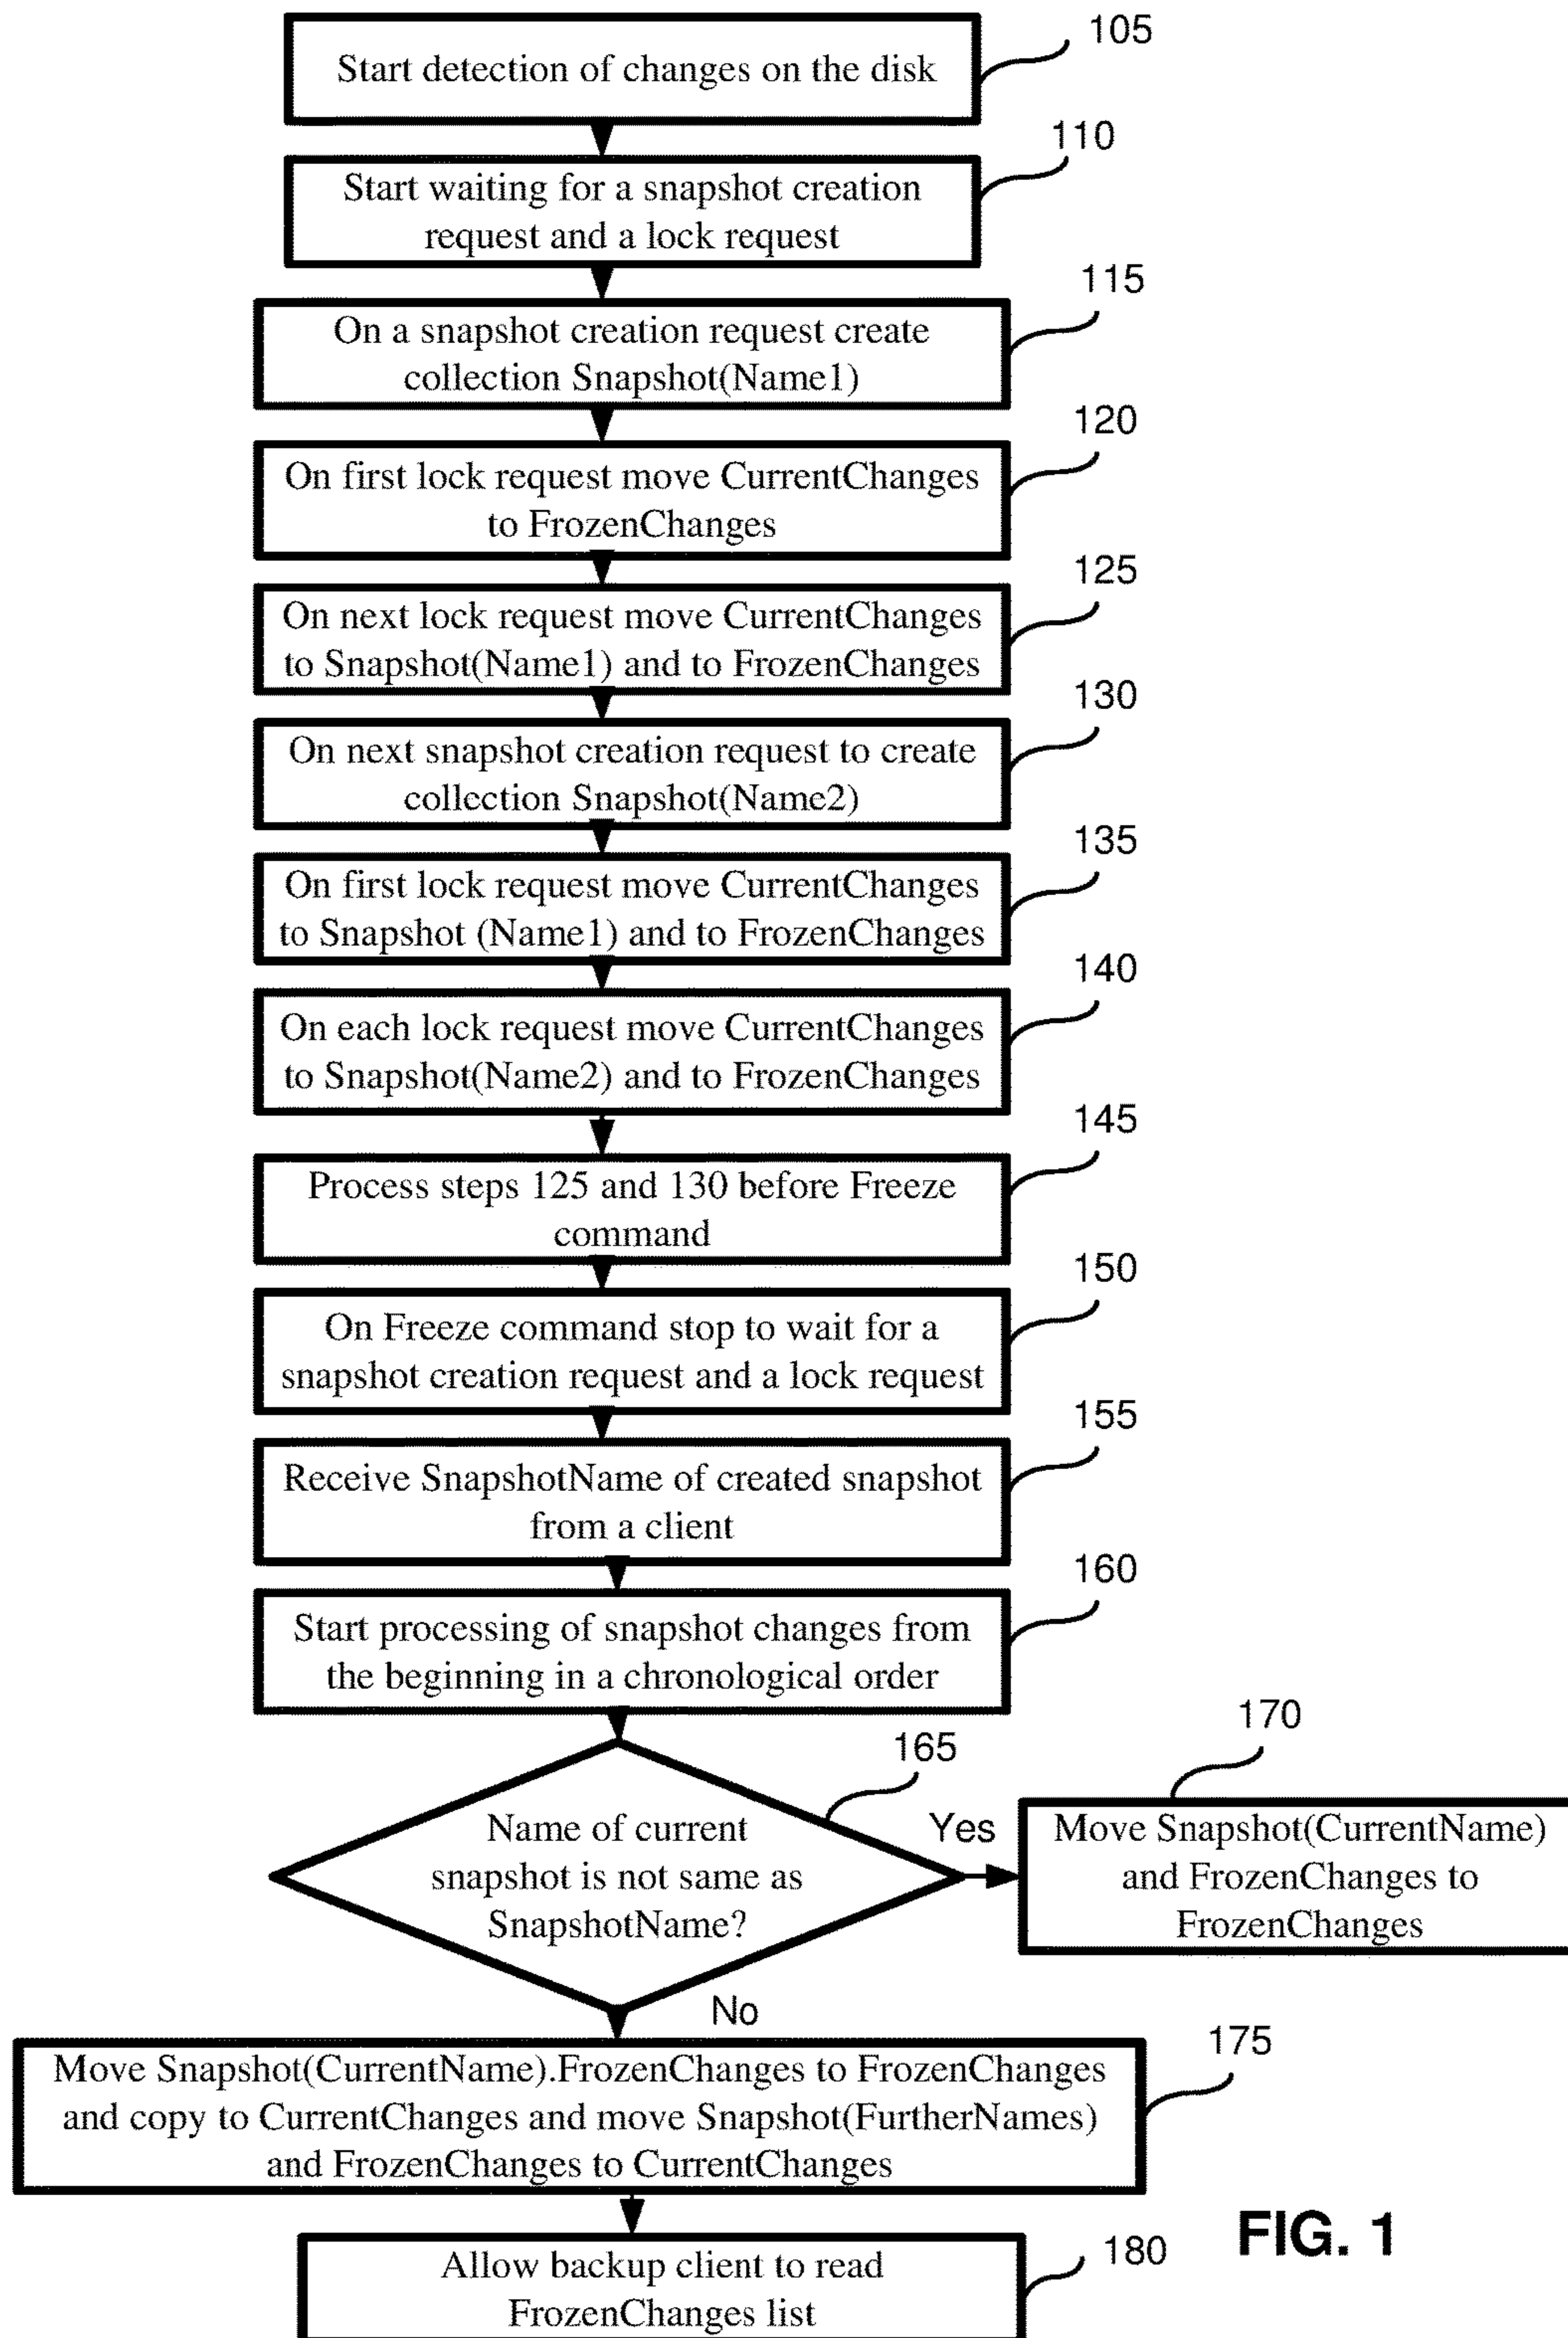 105
Start detection of changes on the disk
110
Start waiting for a snapshot creation
request and a lock request
115
On a snapshot creation request create
collection Snapshot(Name1)
120
On first lock request move CurrentChanges
to FrozenChanges
125
On next lock request move CurrentChanges
to Snapshot(Name1) and to FrozenChanges
130
On next snapshot creation request to create
collection Snapshot(Name2)
135
On first lock request move CurrentChanges
to Snapshot (Name1) and to FrozenChanges
140
On each lock request move CurrentChanges
to Snapshot(Name2) and to FrozenChanges
145
Process steps 125 and 130 before Freeze
command
150
On Freeze command stop to wait for a
snapshot creation request and a lock request
155
Receive SnapshotName of created snapshot
from a client
160
Start processing of snapshot changes from
the beginning in a chronological order
165
Name of current
snapshot is not same as
SnapshotName?
Yes
170
Move Snapshot(CurrentName)
and FrozenChanges to
FrozenChanges
No
175
Move Snapshot(CurrentName).FrozenChanges to FrozenChanges
and copy to CurrentChanges and move Snapshot(FurtherNames)
and FrozenChanges to CurrentChanges
180
Allow backup client to read
FrozenChanges list
FIG. 1